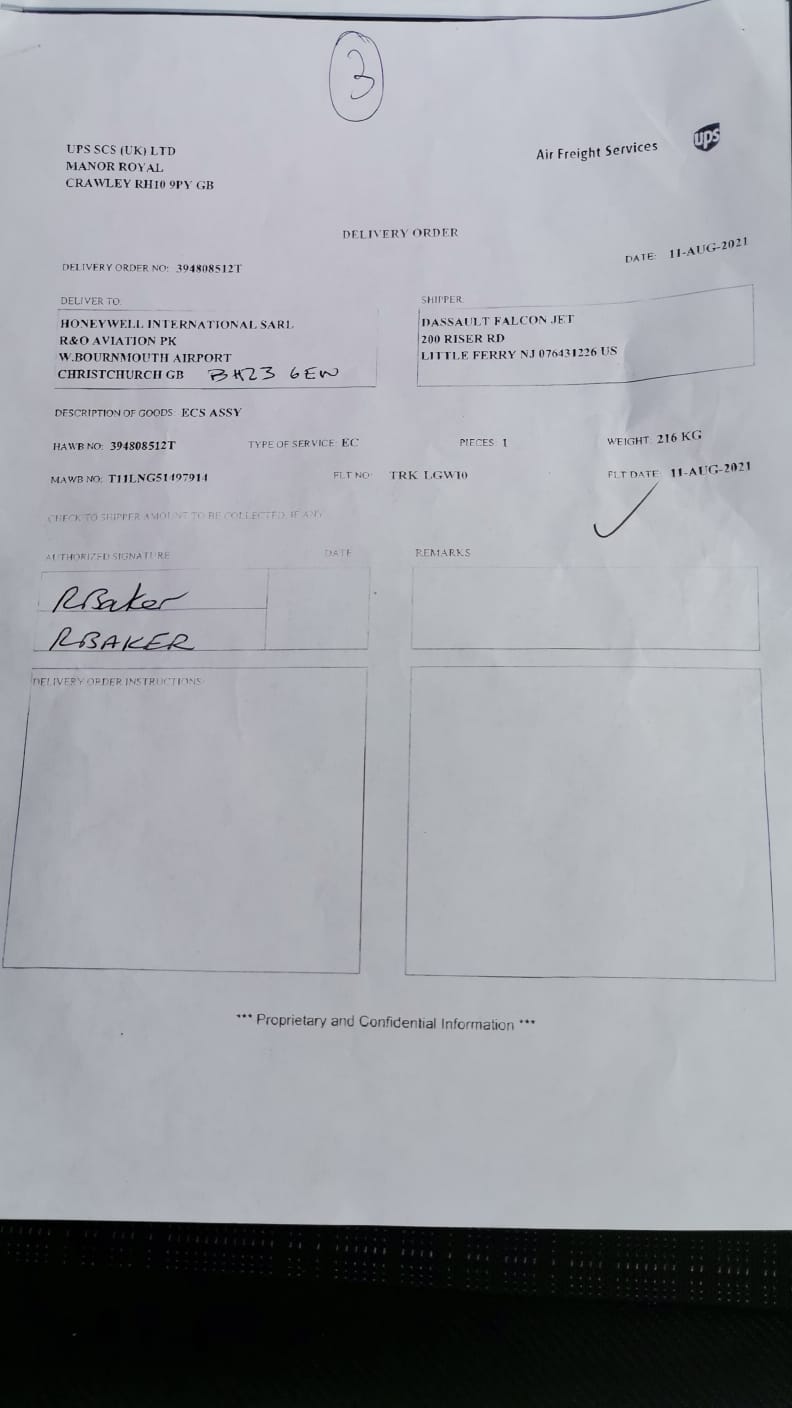 3
UPS SCS (UK) LTD
MANOR ROYAL
CRAWLEY RH10 9PY GB
Air Freight Services
ups
DELIVERY ORDER
DATE: 11-AUG-2021
DELIVERY ORDER NO: 394808512T
DELIVER TO:
HONEYWELL INTERNATIONAL SARL
R&O AVIATION PK
W.BOURNMOUTH AIRPORT
CHRISTCHURCH GB BH23 6EW
SHIPPER
DASSAULT FALCON JET
200 RISER RD
LITTLE FERRY NJ 076431226 US
DESCRIPTION OF GOODS: ECS ASSY
HAWB NO: 394808512T TYPE OF SERVICE: EC PIECES 1 WEIGHT: 216 KG
MAWB NO: T11LNG51497914 FLT NO: TRK LGW10 FLT DATE: 11-AUG-2021
CHECK TO SHIPPER AMOUNT TO BE COLLECTED, IF ANY
AUTHORIZED SIGNATURE DATE REMARKS
RBaker
RBAKER
DELIVERY ORDER INSTRUCTIONS
*** Proprietary and Confidential Information ***